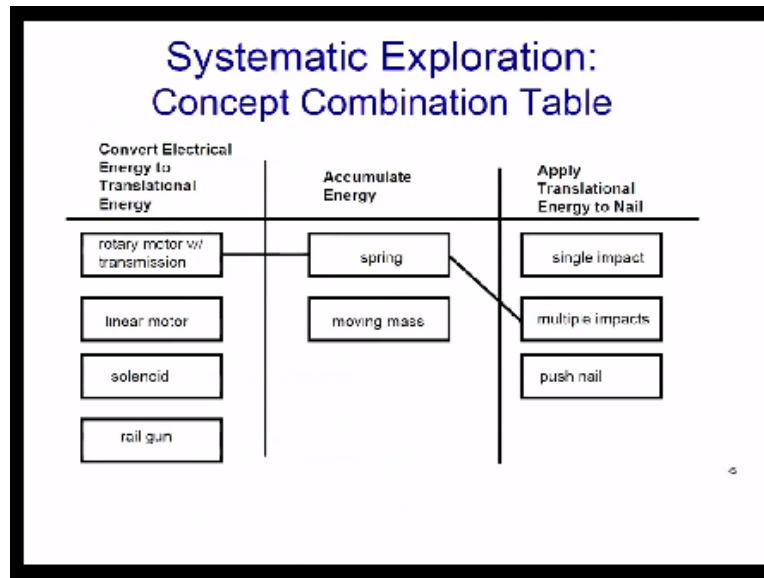 Systematic Exploration:
Concept Combination Table
Convert Electrical
Energy to
Translational
Energy
Accumulate
Energy
Apply
Translational
Energy to Nail
rotary motor w/
transmission
spring
single impact
linear motor
moving mass
multiple impacts
solenoid
push nail
rail gun